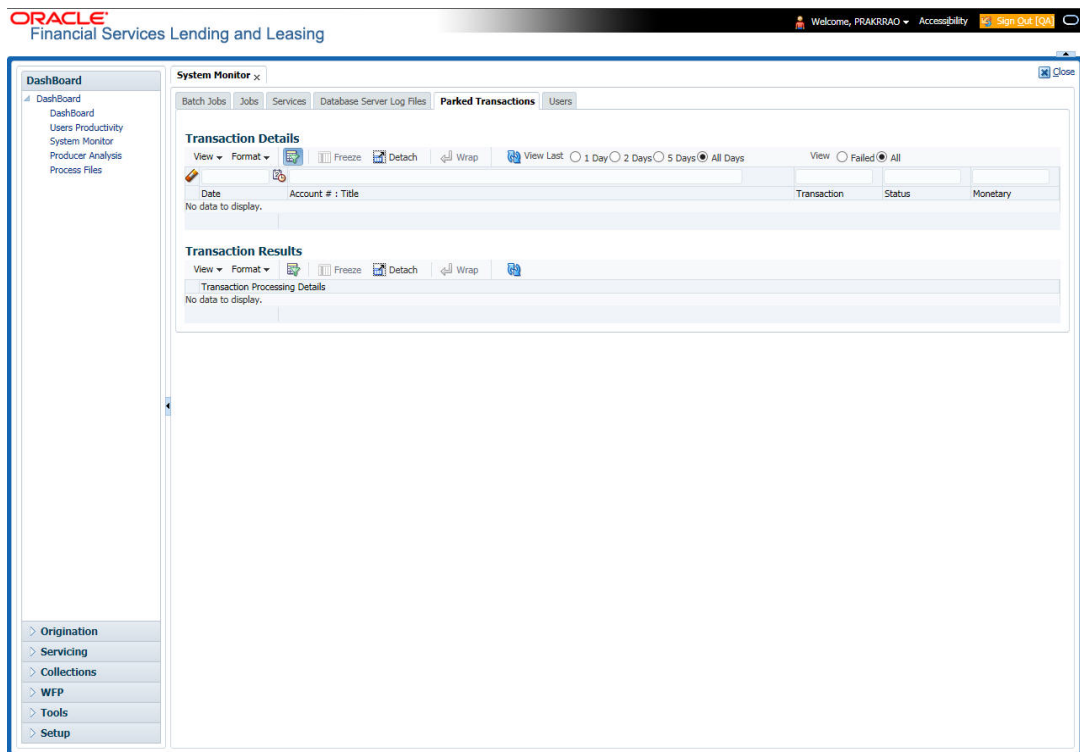 ORACLE
Financial Services Lending and Leasing
Welcome, PRAKRRAO Accessibility Sign Out [QA]
DashBoard
DashBoard
DashBoard
Users Productivity
System Monitor
Producer Analysis
Process Files
Origination
Servicing
Collections
WFP
Tools
Setup
System Monitor x
Close
Batch Jobs Jobs Services Database Server Log Files Parked Transactions Users
Transaction Details
View Format Freeze Detach Wrap View Last 1 Day 2 Days 5 Days All Days View Failed All
Date Account # : Title Transaction Status Monetary
No data to display.
Transaction Results
View Format Freeze Detach Wrap
Transaction Processing Details
No data to display.